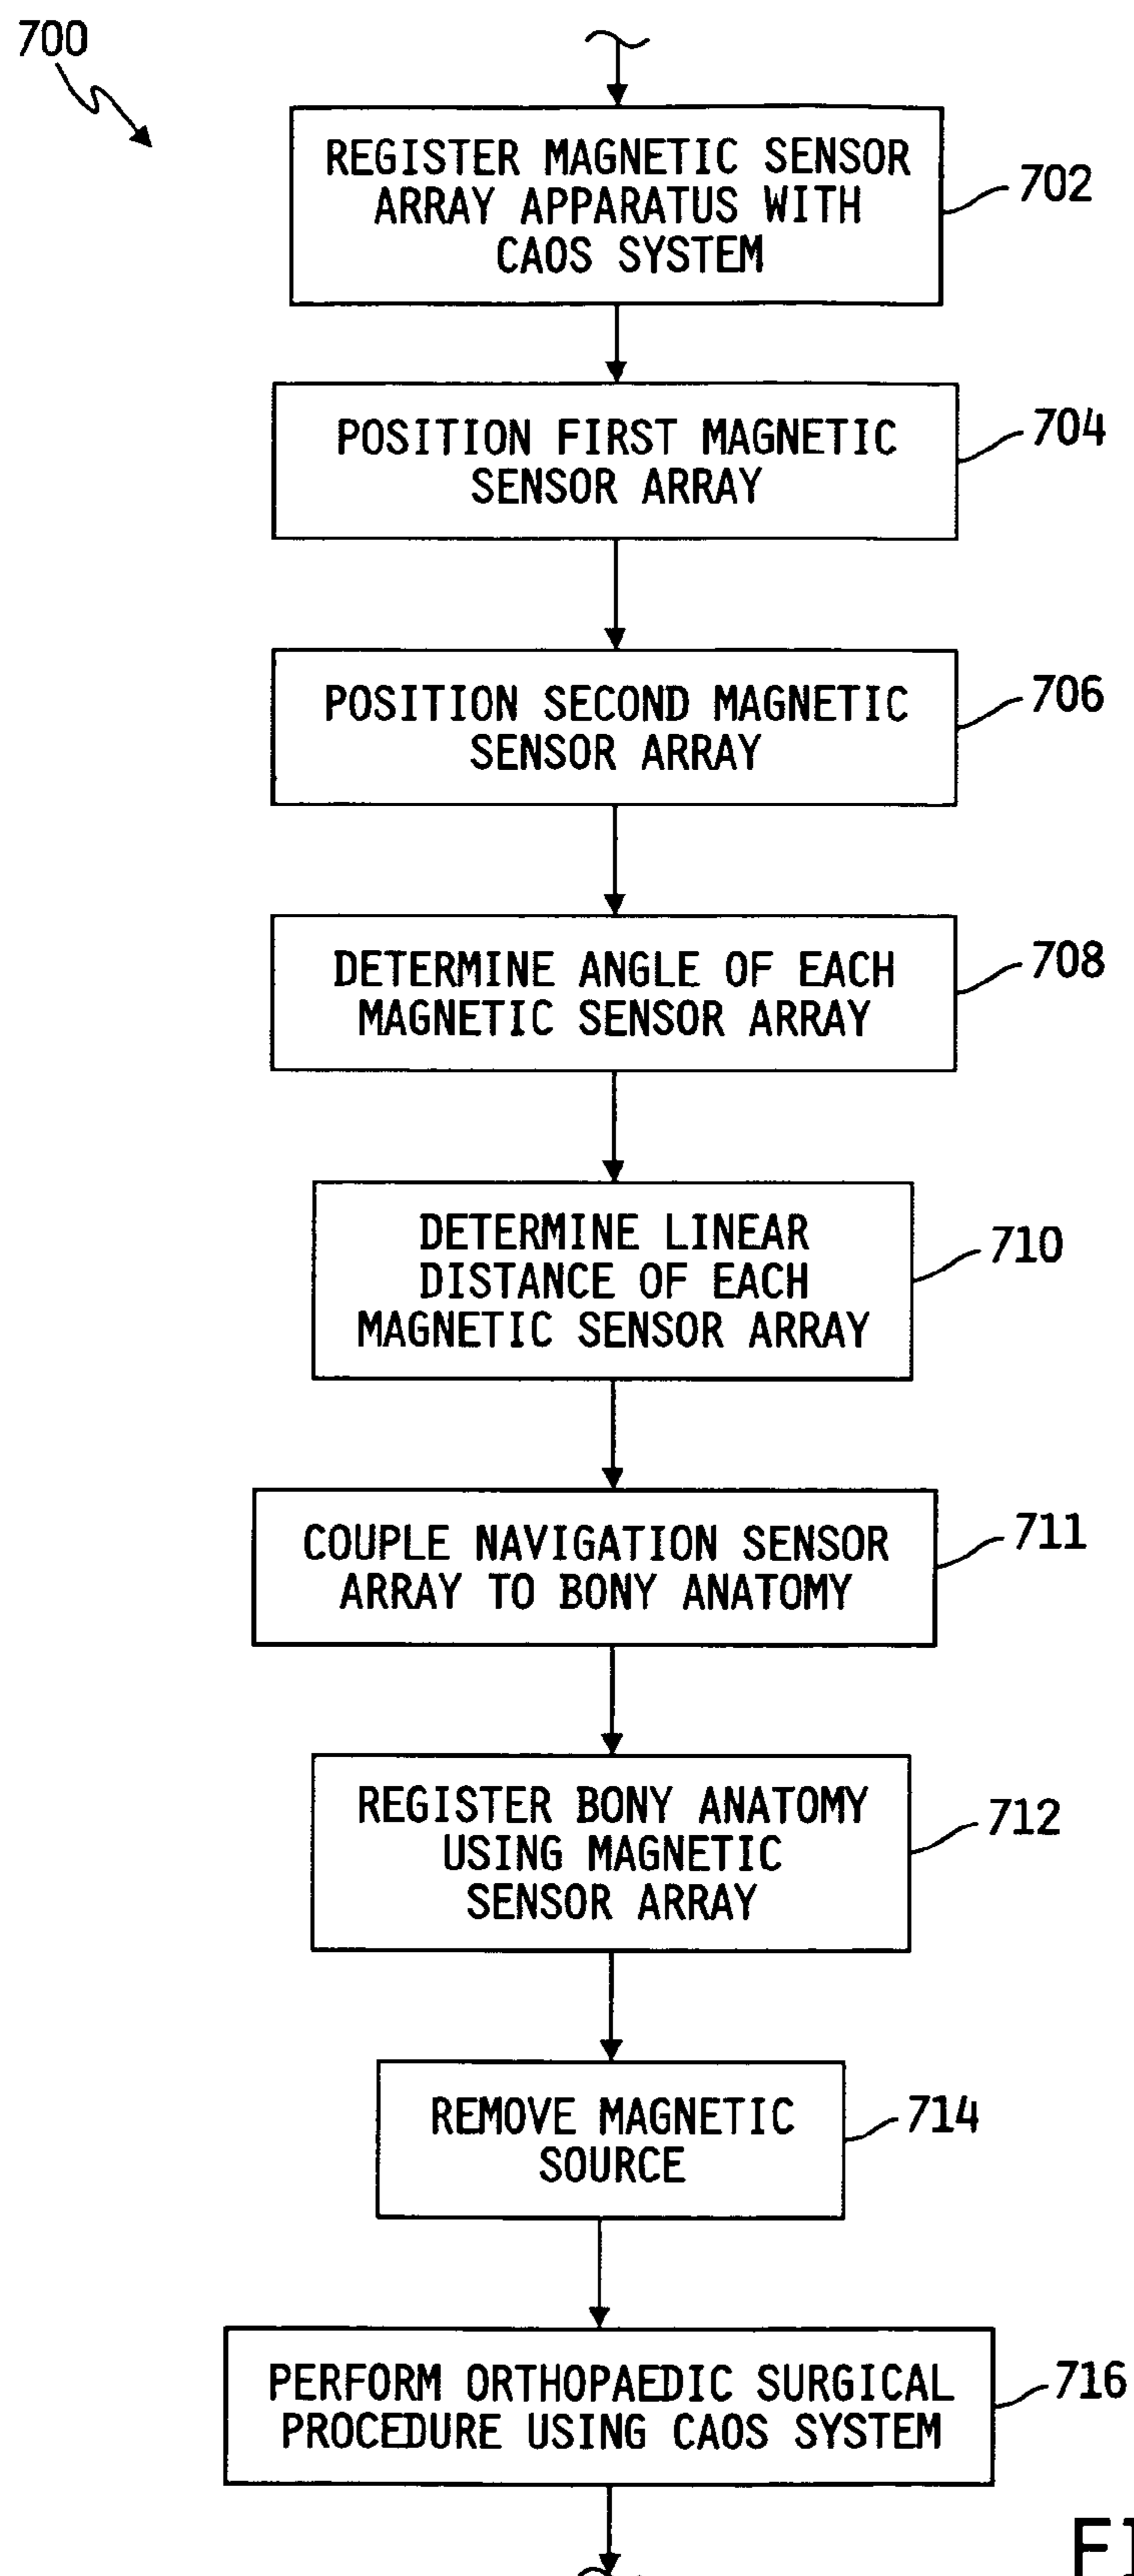 700
REGISTER MAGNETIC SENSOR
ARRAY APPARATUS WITH
CAOS SYSTEM
702
POSITION FIRST MAGNETIC
SENSOR ARRAY
704
POSITION SECOND MAGNETIC
SENSOR ARRAY
706
DETERMINE ANGLE OF EACH
MAGNETIC SENSOR ARRAY
708
DETERMINE LINEAR
DISTANCE OF EACH
MAGNETIC SENSOR ARRAY
710
COUPLE NAVIGATION SENSOR
ARRAY TO BONY ANATOMY
711
REGISTER BONY ANATOMY
USING MAGNETIC
SENSOR ARRAY
712
REMOVE MAGNETIC
SOURCE
714
PERFORM ORTHOPAEDIC SURGICAL
PROCEDURE USING CAOS SYSTEM
716